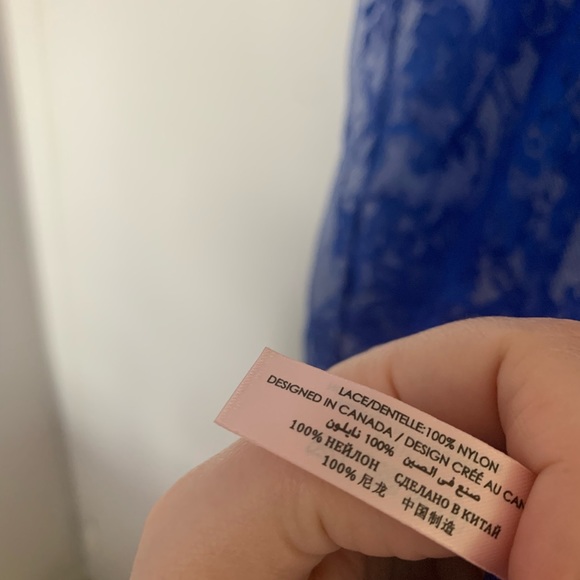 LACE/DENTELLE:100% NYLON
DESIGNED IN CANADA / DESIGN CRÉÉ AU CAN
100% نايلون صنع في الصين
100% НЕЙЛОН СДЕЛАНО В КИТАЙ
100% 尼龙 中国制造